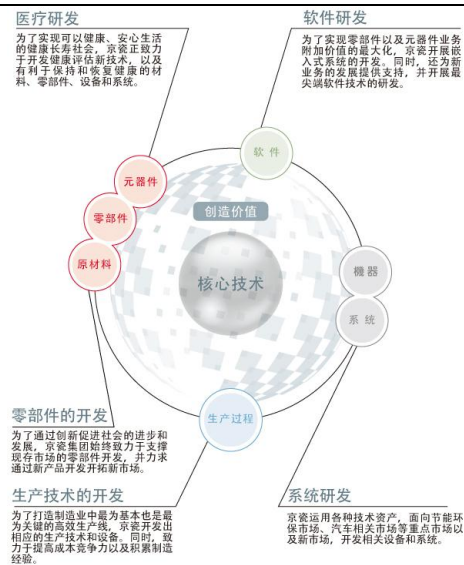 医疗研发
为了实现可以健康、安心生活
的健康长寿社会，京瓷正致力
于开发健康评估新技术，以及
有利于保持和恢复健康的材
料、零部件、设备和系统。
软件研发
为了实现零部件以及元器件业务
附加价值的最大化，京瓷开展嵌
入式系统的开发。同时，还为新
业务的发展提供支持，并开展最
尖端软件技术的研发。
软 件
元器件
零部件
原材料
创造价值
核心技术
機器
系 统
生产过程
零部件的开发
为了通过创新促进社会的进步和
发展，京瓷集团始终致力于支撑
现存市场的零部件开发，并力求
通过新产品开发开拓新市场。
生产技术的开发
为了打造制造业中最为基本也是最
为关键的高效生产线，京瓷开发出
相应的生产技术和设备。同时，致
力于提高成本竞争力以及积累制造
经验。
系统研发
京瓷运用各种技术资产，面向节能环
保市场、汽车相关市场等重点市场以
及新市场，开发相关设备和系统。